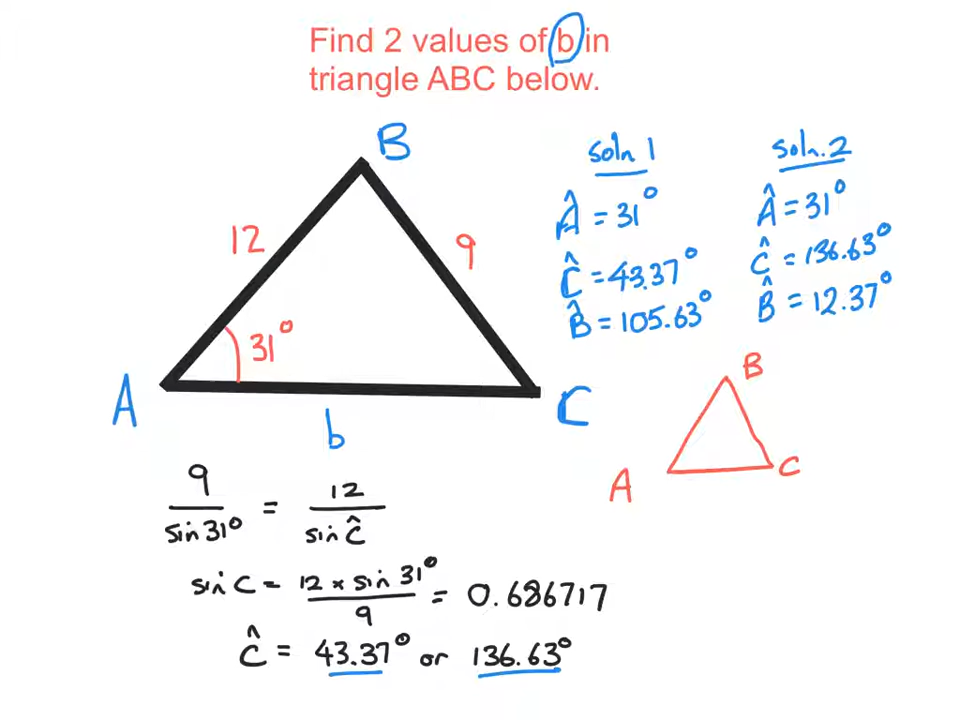 Find 2 values of b in
triangle ABC below.
B
12
9
31°
A
b
C
soln 1
Â = 31°
Ĉ = 43.37°
B̂ = 105.63°
soln. 2
Â = 31°
Ĉ = 136.63°
B̂ = 12.37°
B
A
C
9/sin 31° = 12/sin Ĉ
sin C = 12 × sin 31°/9 = 0.686717
Ĉ = 43.37° or 136.63°